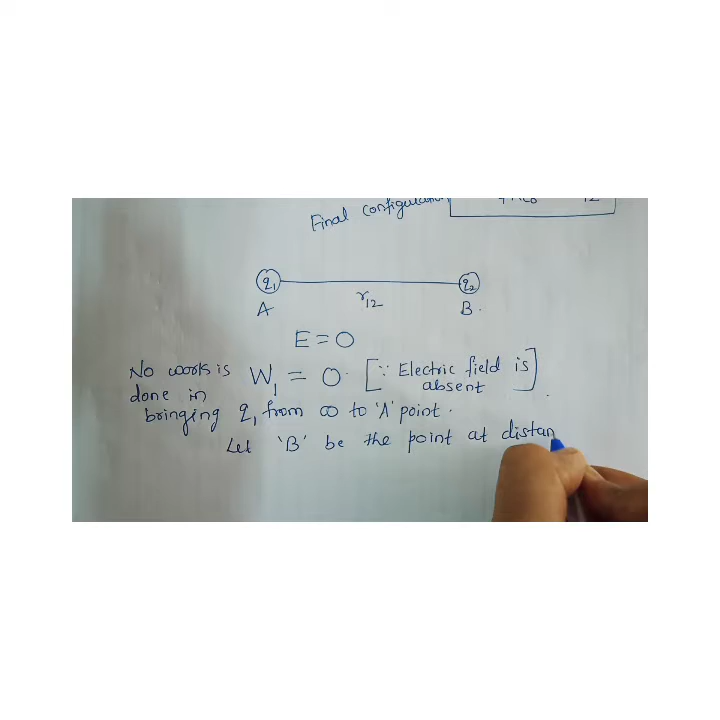 Final configuration
q₁ q₂
A r₁₂ B.
E = 0
No work is W₁ = 0. [∵ Electric field is absent]
done in
bringing q₁ from ∞ to 'A' point.
Let 'B' be the point at distan